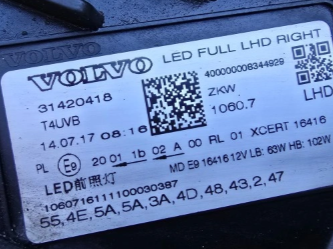 VOLVO LED FULL LHD RIGHT
31420418 400000008344929
T4UVB ZKW
14.07.17 08:16 1060.7 LHD
PL E9 20 01 1b 02 A 00 RL 01 XCERT 16416
MD E9 16416 12V LB: 63W HB: 102W
LED前照灯
1060716111100030387
55,4E,5A,5A,3A,4D,48,43,2,47